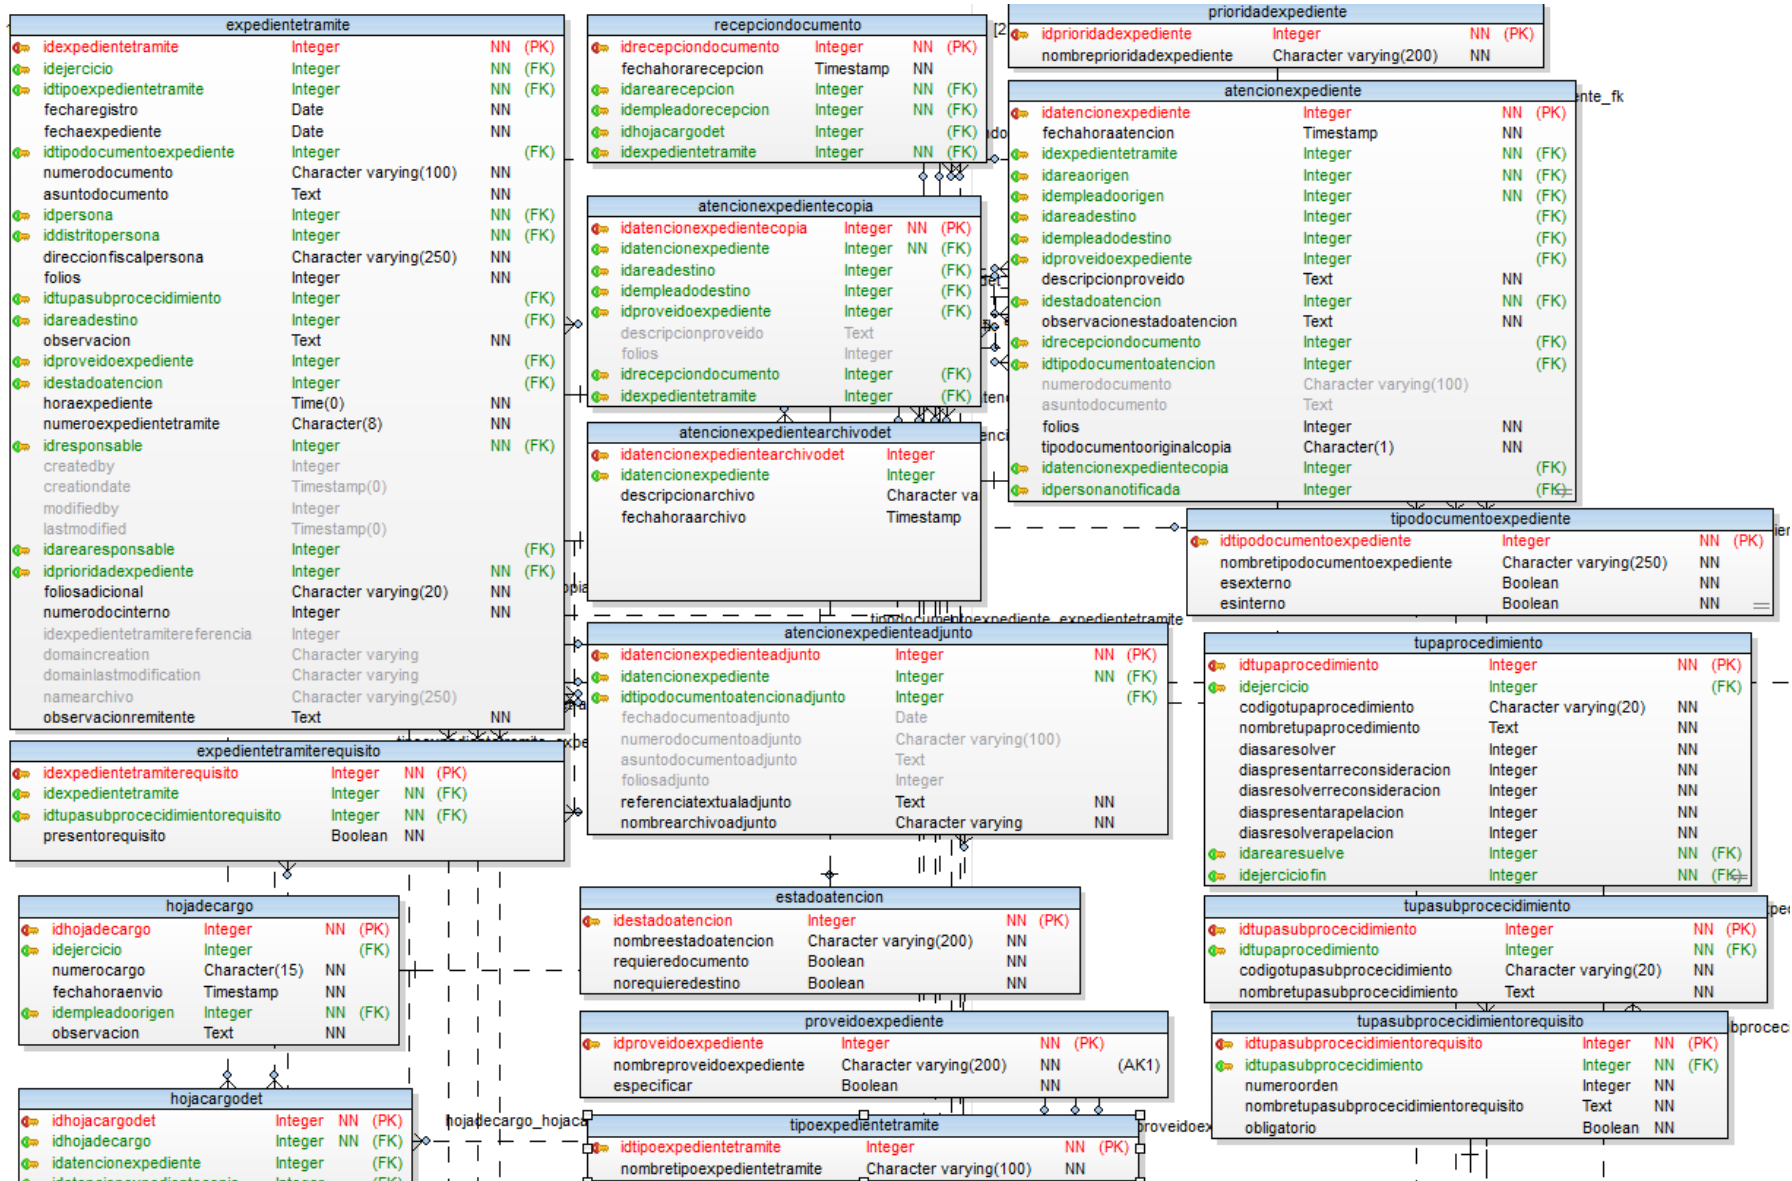 expedientetramite
idexpedientetramite Integer NN (PK)
idejercicio Integer NN (FK)
idtipoexpedientetramite Integer NN (FK)
fecharegistro Date NN
fechaexpediente Date NN
idtipodocumentoexpediente Integer (FK)
numerodocumento Character varying(100) NN
asuntodocumento Text NN
idpersona Integer NN (FK)
iddistritopersona Integer NN (FK)
direccionfiscalpersona Character varying(250) NN
folios Integer NN
idtupasubprocecidimiento Integer (FK)
idareadestino Integer (FK)
observacion Text NN
idproveidoexpediente Integer (FK)
idestadoatencion Integer (FK)
horaexpediente Time(0) NN
numeroexpedientetramite Character(8) NN
idresponsable Integer NN (FK)
createdby Integer
creationdate Timestamp(0)
modifiedby Integer
lastmodified Timestamp(0)
idarearesponsable Integer (FK)
idprioridadexpediente Integer NN (FK)
foliosadicional Character varying(20) NN
numerodocinterno Integer NN
idexpedientetramitereferencia Integer
domaincreation Character varying
domainlastmodification Character varying
namearchivo Character varying(250)
observacionremitente Text NN
expedientetramiterequisito
idexpedientetramiterequisito Integer NN (PK)
idexpedientetramite Integer NN (FK)
idtupasubprocecidimientorequisito Integer NN (FK)
presentorequisito Boolean NN
hojadecargo
idhojadecargo Integer NN (PK)
idejercicio Integer (FK)
numerocargo Character(15) NN
fechahoraenvio Timestamp NN
idempleadoorigen Integer NN (FK)
observacion Text NN
hojacargodet
idhojacargodet Integer NN (PK)
idhojadecargo Integer NN (FK)
idatencionexpediente Integer (FK)
hojadecargo_hojaca
recepciondocumento
idrecepciondocumento Integer NN (PK)
fechahorarecepcion Timestamp NN
idarearecepcion Integer NN (FK)
idempleadorecepcion Integer NN (FK)
idhojacargodet Integer (FK)
idexpedientetramite Integer NN (FK)
atencionexpedientecopia
idatencionexpedientecopia Integer NN (PK)
idatencionexpediente Integer NN (FK)
idareadestino Integer (FK)
idempleadodestino Integer (FK)
idproveidoexpediente Integer (FK)
descripcionproveido Text
folios Integer
idrecepciondocumento Integer (FK)
idexpedientetramite Integer (FK)
atencionexpedientearchivodet
idatencionexpedientearchivodet Integer
idatencionexpediente Integer
descripcionarchivo Character va
fechahoraarchivo Timestamp
tipodocumentoexpediente_expedientetramite
atencionexpedienteadjunto
idatencionexpedienteadjunto Integer NN (PK)
idatencionexpediente Integer NN (FK)
idtipodocumentoatencionadjunto Integer (FK)
fechadocumentoadjunto Date
numerodocumentoadjunto Character varying(100)
asuntodocumentoadjunto Text
foliosadjunto Integer
referenciatextualadjunto Text NN
nombrearchivoadjunto Character varying NN
estadoatencion
idestadoatencion Integer NN (PK)
nombreestadoatencion Character varying(200) NN
requieredocumento Boolean NN
norequieredestino Boolean NN
proveidoexpediente
idproveidoexpediente Integer NN (PK)
nombreproveidoexpediente Character varying(200) NN (AK1)
especificar Boolean NN
tipoexpedientetramite
idtipoexpedientetramite Integer NN (PK)
nombretipoexpedientetramite Character varying(100) NN
proveidoex
prioridadexpediente
idprioridadexpediente Integer NN (PK)
nombreprioridadexpediente Character varying(200) NN
ente_fk
atencionexpediente
idatencionexpediente Integer NN (PK)
fechahoraatencion Timestamp NN
idexpedientetramite Integer NN (FK)
idareaorigen Integer NN (FK)
idempleadoorigen Integer NN (FK)
idareadestino Integer (FK)
idempleadodestino Integer (FK)
idproveidoexpediente Integer (FK)
descripcionproveido Text NN
idestadoatencion Integer NN (FK)
observacionestadoatencion Text NN
idrecepciondocumento Integer (FK)
idtipodocumentoatencion Integer (FK)
numerodocumento Character varying(100)
asuntodocumento Text
folios Integer NN
tipodocumentooriginalcopia Character(1) NN
idatencionexpedientecopia Integer (FK)
idpersonanotificada Integer (FK)
tipodocumentoexpediente
idtipodocumentoexpediente Integer NN (PK)
nombretipodocumentoexpediente Character varying(250) NN
esexterno Boolean NN
esinterno Boolean NN
tupaprocedimiento
idtupaprocedimiento Integer NN (PK)
idejercicio Integer (FK)
codigotupaprocedimiento Character varying(20) NN
nombretupaprocedimiento Text NN
diasaresolver Integer NN
diaspresentarreconsideracion Integer NN
diasresolverreconsideracion Integer NN
diaspresentarapelacion Integer NN
diasresolverapelacion Integer NN
idarearesuelve Integer NN (FK)
idejerciciofin Integer NN (FK)
tupasubprocecidimiento
idtupasubprocecidimiento Integer NN (PK)
idtupaprocedimiento Integer NN (FK)
codigotupasubprocecidimiento Character varying(20) NN
nombretupasubprocecidimiento Text NN
tupasubprocecidimientorequisito
idtupasubprocecidimientorequisito Integer NN (PK)
idtupasubprocecidimiento Integer NN (FK)
numeroorden Integer NN
nombretupasubprocecidimientorequisito Text NN
obligatorio Boolean NN
bproceci